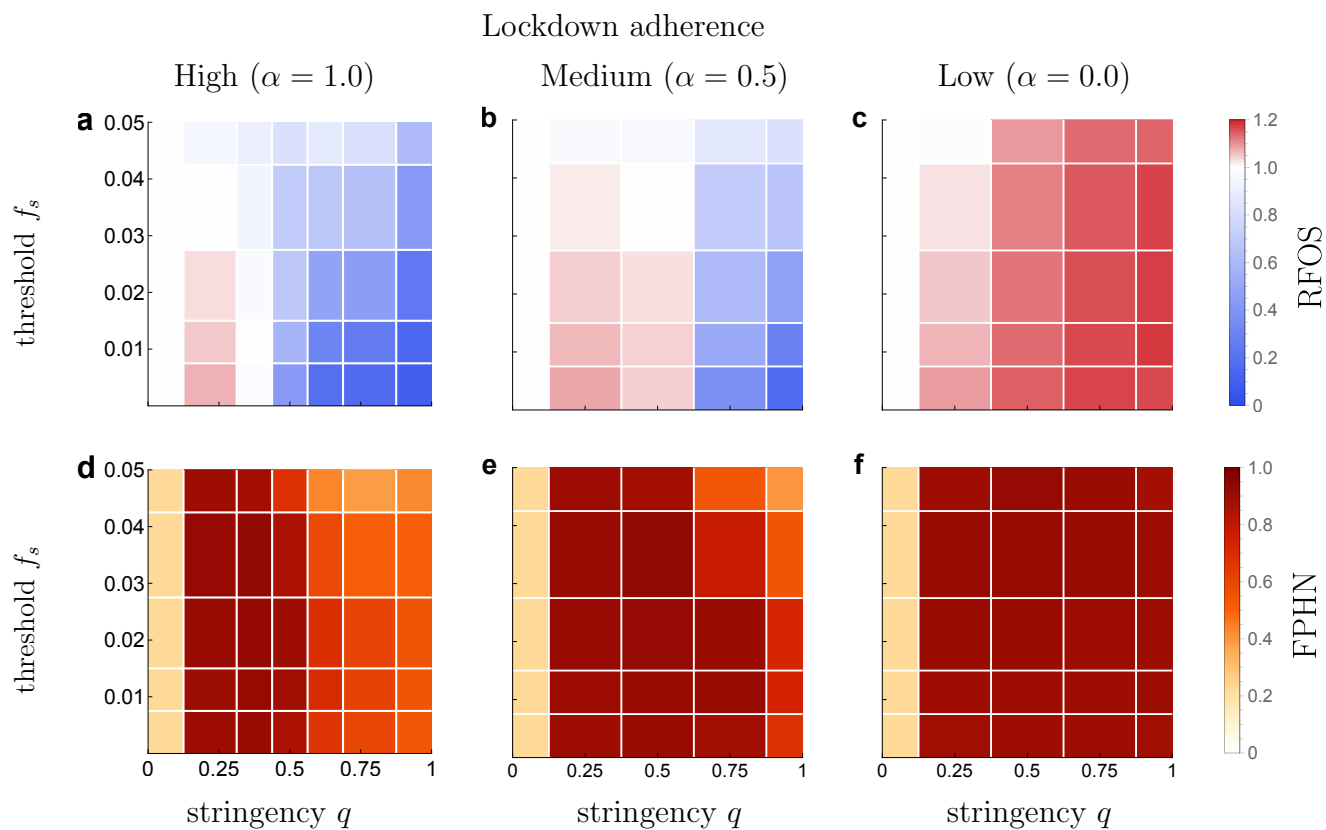 Lockdown adherence
High (α = 1.0)
Medium (α = 0.5)
Low (α = 0.0)
a
0.05
0.04
0.03
0.02
0.01
threshold fₛ
b
c
1.2
1.0
0.8
0.6
0.4
0.2
0
RFOS
d
0.05
0.04
0.03
0.02
0.01
threshold fₛ
0 0.25 0.5 0.75 1
stringency q
e
0 0.25 0.5 0.75 1
stringency q
f
0 0.25 0.5 0.75 1
stringency q
1.0
0.8
0.6
0.4
0.2
0
FPHN